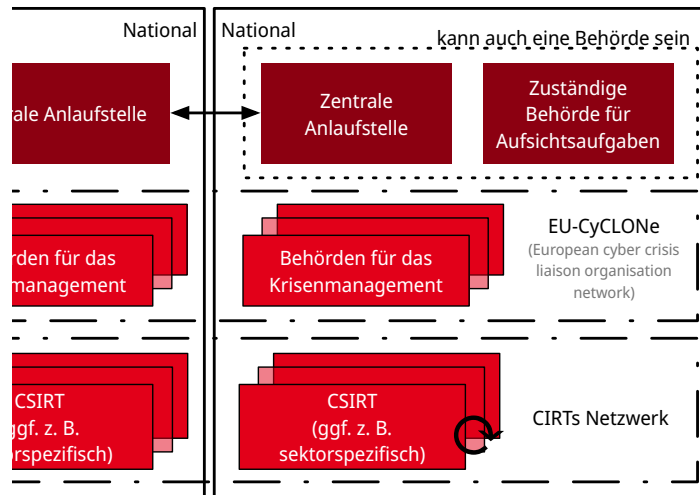 National
National
kann auch eine Behörde sein
rale Anlaufstelle
Zentrale
Anlaufstelle
Zuständige
Behörde für
Aufsichtsaufgaben
rden für das
management
Behörden für das
Krisenmanagement
EU-CyCLONe
(European cyber crisis
liaison organisation
network)
CSIRT
ggf. z. B.
orspezifisch)
CSIRT
(ggf. z. B.
sektorspezifisch)
CIRTs Netzwerk